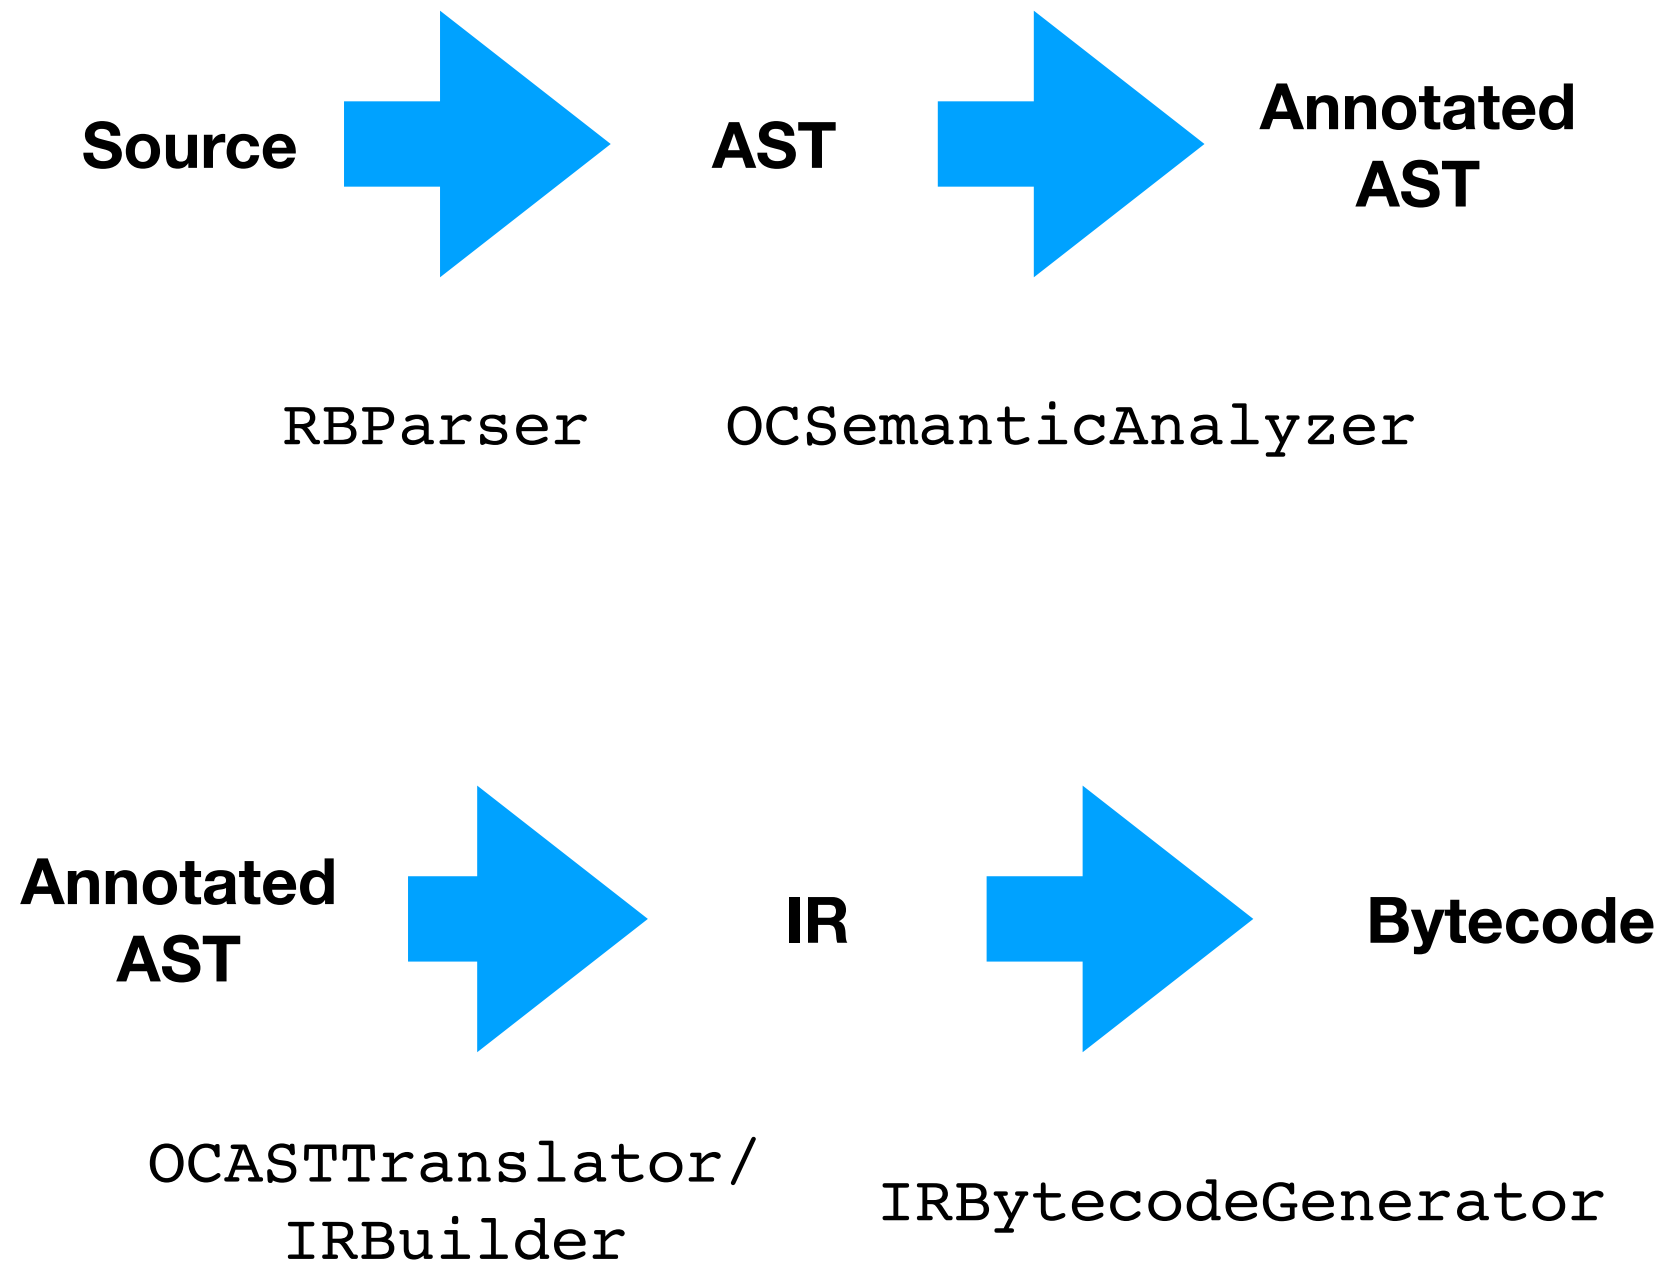 Source
AST
Annotated
AST
RBParser
OCSemanticAnalyzer
Annotated
AST
IR
Bytecode
OCASTTranslator/
IRBuilder
IRBytecodeGenerator